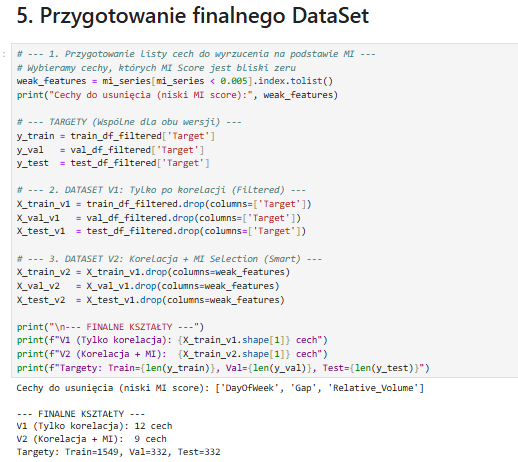 5. Przygotowanie finalnego DataSet
:
# --- 1. Przygotowanie listy cech do wyrzucenia na podstawie MI ---
# Wybieramy cechy, których MI Score jest bliski zeru
weak_features = mi_series[mi_series < 0.005].index.tolist()
print("Cechy do usunięcia (niski MI score):", weak_features)
# --- TARGETY (Wspólne dla obu wersji) ---
y_train = train_df_filtered['Target']
y_val   = val_df_filtered['Target']
y_test  = test_df_filtered['Target']
# --- 2. DATASET V1: Tylko po korelacji (Filtered) ---
X_train_v1 = train_df_filtered.drop(columns=['Target'])
X_val_v1   = val_df_filtered.drop(columns=['Target'])
X_test_v1  = test_df_filtered.drop(columns=['Target'])
# --- 3. DATASET V2: Korelacja + MI Selection (Smart) ---
X_train_v2 = X_train_v1.drop(columns=weak_features)
X_val_v2   = X_val_v1.drop(columns=weak_features)
X_test_v2  = X_test_v1.drop(columns=weak_features)
print("\n--- FINALNE KSZTAŁTY ---")
print(f"V1 (Tylko korelacja): {X_train_v1.shape[1]} cech")
print(f"V2 (Korelacja + MI):  {X_train_v2.shape[1]} cech")
print(f"Targety: Train={len(y_train)}, Val={len(y_val)}, Test={len(y_test)}")
Cechy do usunięcia (niski MI score): ['DayOfWeek', 'Gap', 'Relative_Volume']
--- FINALNE KSZTAŁTY ---
V1 (Tylko korelacja): 12 cech
V2 (Korelacja + MI):  9 cech
Targety: Train=1549, Val=332, Test=332